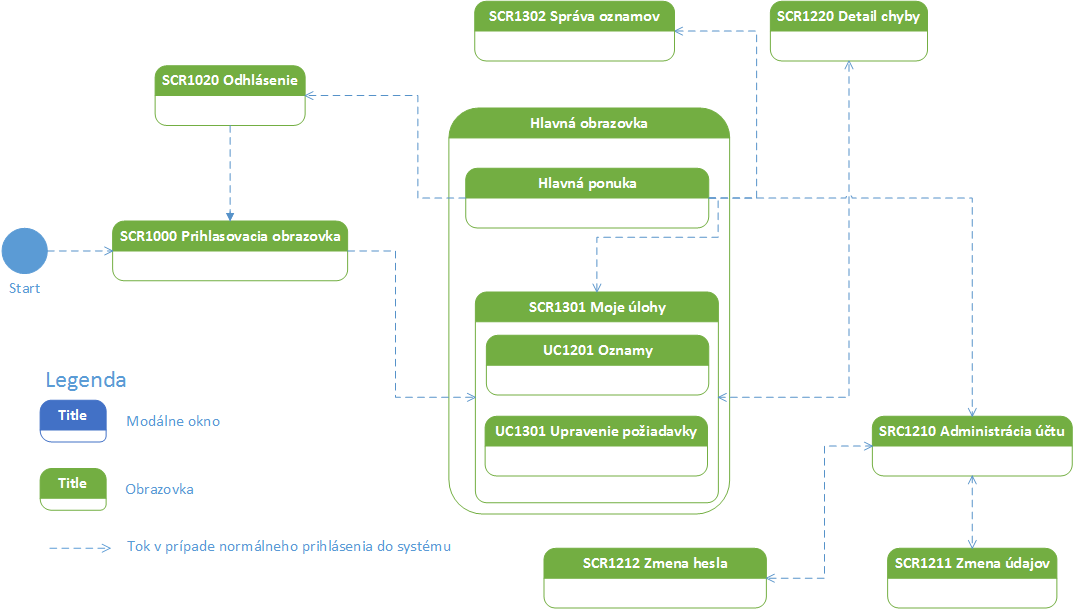 SCR1302 Správa oznamov
SCR1220 Detail chyby
SCR1020 Odhlásenie
Hlavná obrazovka
Hlavná ponuka
SCR1000 Prihlasovacia obrazovka
Start
SCR1301 Moje úlohy
UC1201 Oznamy
UC1301 Upravenie požiadavky
SRC1210 Administrácia účtu
Legenda
Title
Modálne okno
Title
Obrazovka
Tok v prípade normálneho prihlásenia do systému
SCR1212 Zmena hesla
SCR1211 Zmena údajov